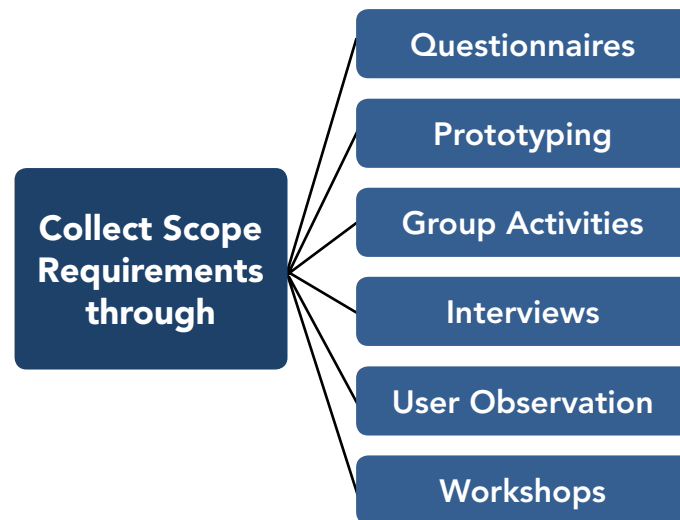 Collect Scope
Requirements
through
Questionnaires
Prototyping
Group Activities
Interviews
User Observation
Workshops